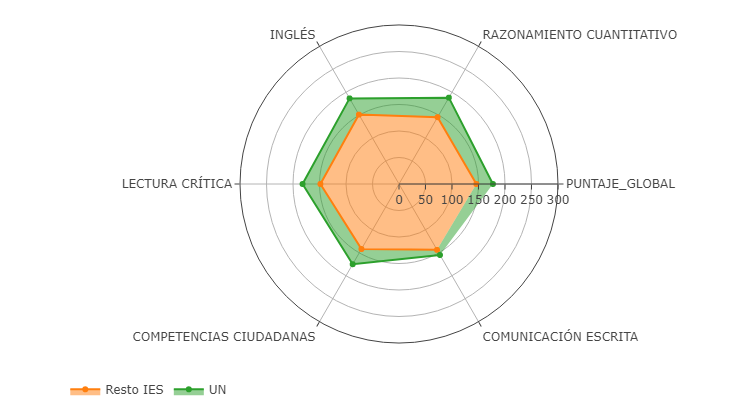 INGLÉS
RAZONAMIENTO CUANTITATIVO
LECTURA CRÍTICA
PUNTAJE_GLOBAL
0 50 100 150 200 250 300
COMPETENCIAS CIUDADANAS
COMUNICACIÓN ESCRITA
Resto IES
UN